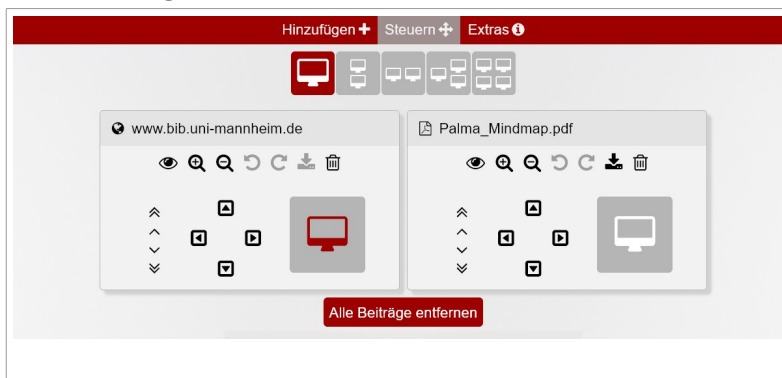 Hinzufügen Steuern Extras
www.bib.uni-mannheim.de
Palma_Mindmap.pdf
Alle Beiträge entfernen